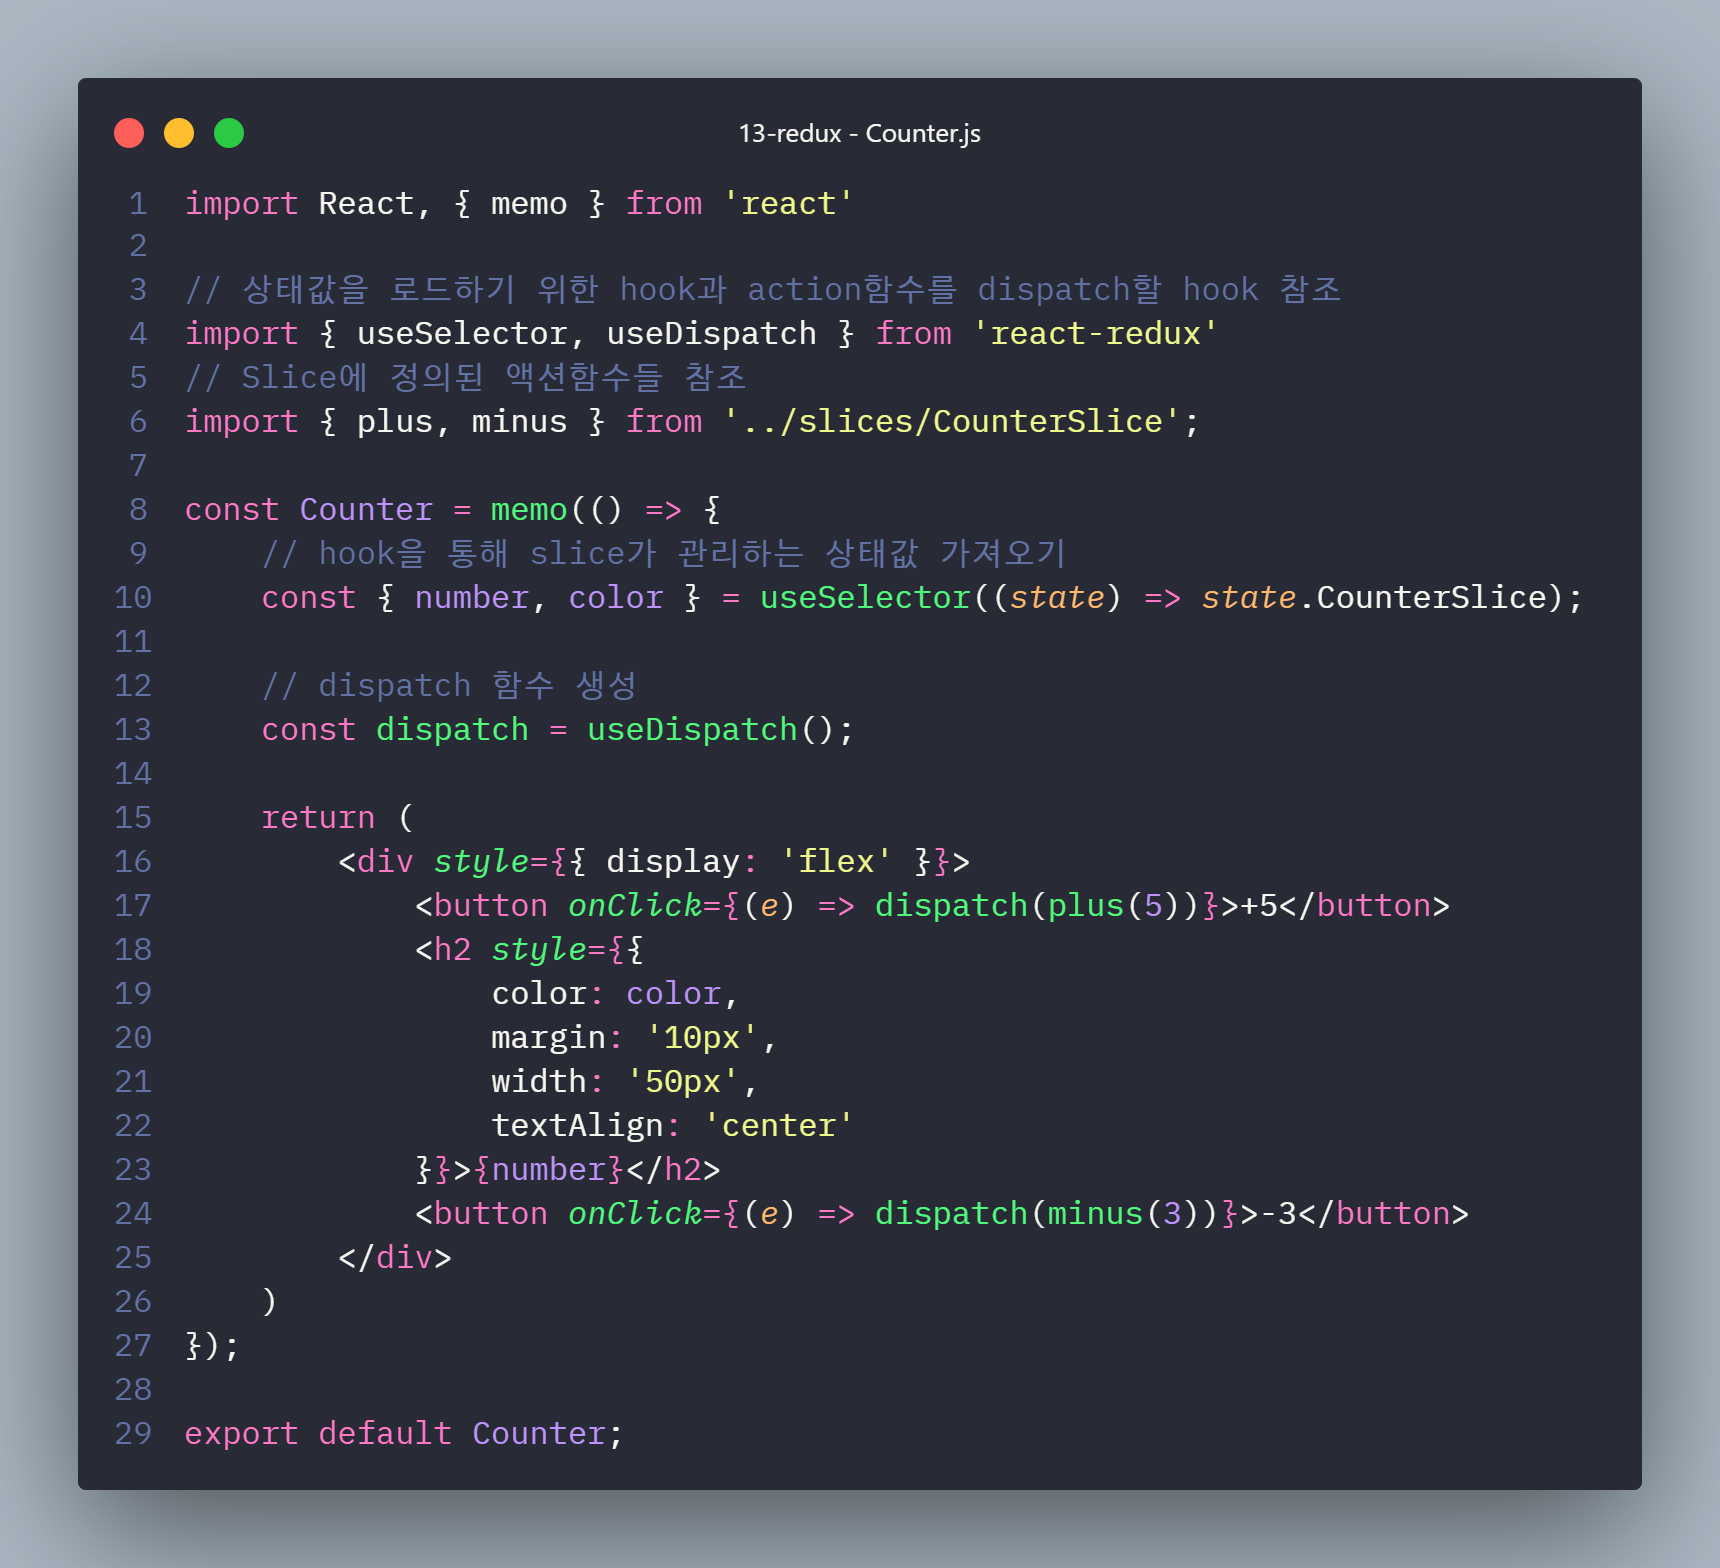 13-redux - Counter.js
1 import React, { memo } from 'react'
2
3 // 상태값을 로드하기 위한 hook과 action함수를 dispatch할 hook 참조
4 import { useSelector, useDispatch } from 'react-redux'
5 // Slice에 정의된 액션함수들 참조
6 import { plus, minus } from '../slices/CounterSlice';
7
8 const Counter = memo(() => {
9     // hook을 통해 slice가 관리하는 상태값 가져오기
10     const { number, color } = useSelector((state) => state.CounterSlice);
11
12     // dispatch 함수 생성
13     const dispatch = useDispatch();
14
15     return (
16         <div style={{ display: 'flex' }}>
17             <button onClick={(e) => dispatch(plus(5))}>+5</button>
18             <h2 style={{
19                 color: color,
20                 margin: '10px',
21                 width: '50px',
22                 textAlign: 'center'
23             }}>{number}</h2>
24             <button onClick={(e) => dispatch(minus(3))}>-3</button>
25         </div>
26     )
27 });
28
29 export default Counter;